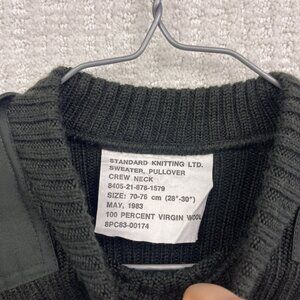 STANDARD KNITTING LTD.
SWEATER, PULLOVER
CREW NECK
8405-21-878-1579
SIZE: 70-76 cm (28"-30")
MAY, 1983
100 PERCENT VIRGIN WOOL
8PC83-00174